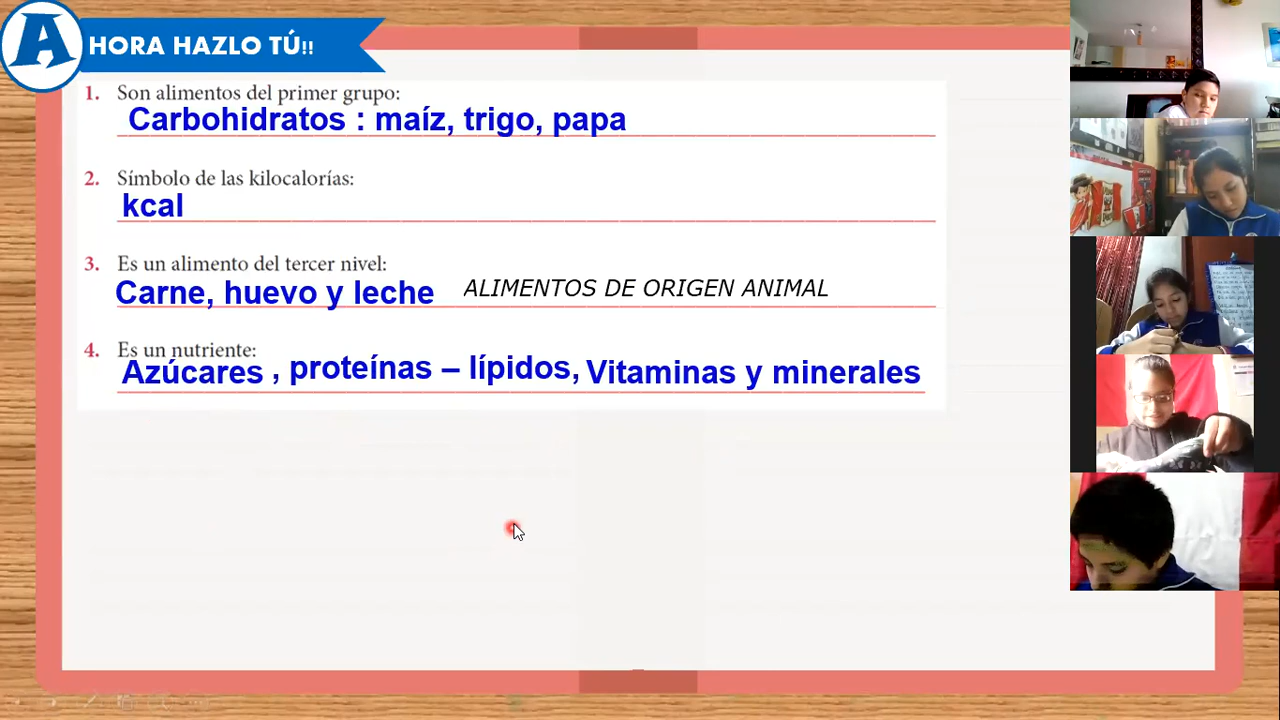 AHORA HAZLO TÚ!!
1. Son alimentos del primer grupo:
Carbohidratos : maíz, trigo, papa
2. Símbolo de las kilocalorías:
kcal
3. Es un alimento del tercer nivel:
Carne, huevo y leche ALIMENTOS DE ORIGEN ANIMAL
4. Es un nutriente:
Azúcares , proteínas – lípidos, Vitaminas y minerales